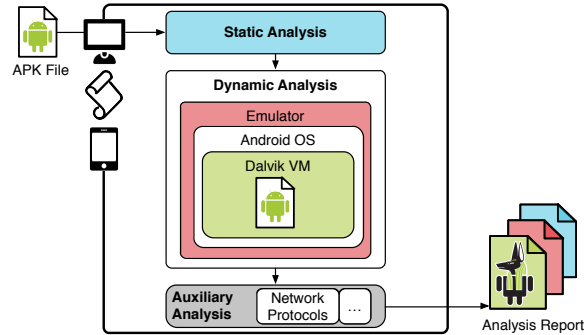 Static Analysis
APK File
Dynamic Analysis
Emulator
Android OS
Dalvik VM
Auxiliary
Analysis
Network
Protocols
...
Analysis Report